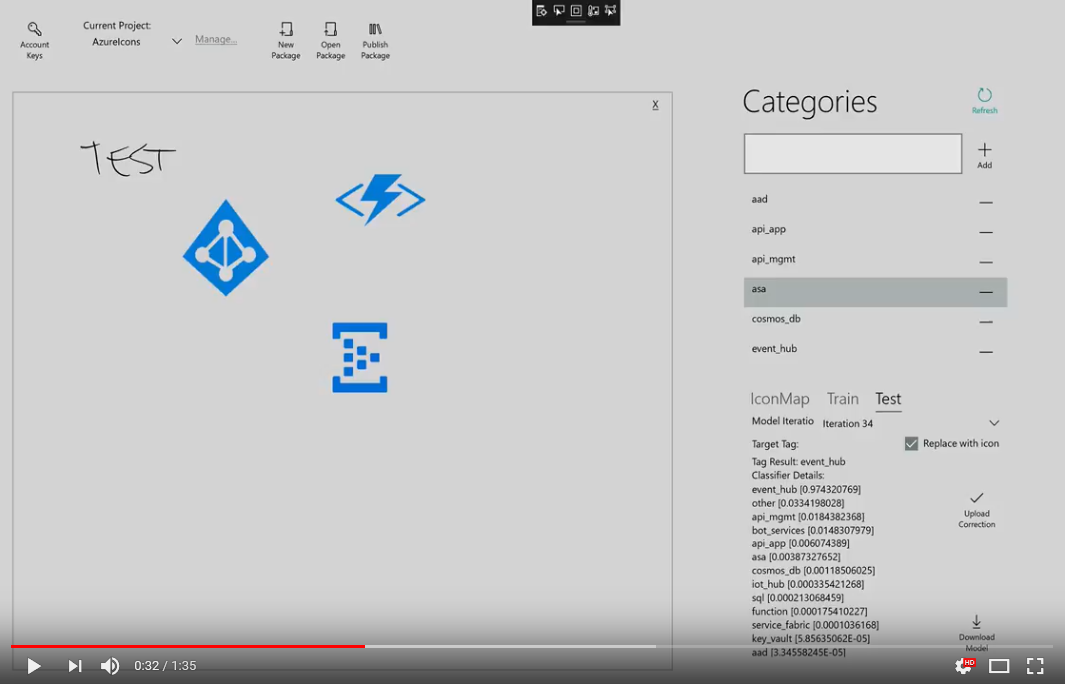 Account Keys
Current Project:
AzureIcons
Manage...
New Package
Open Package
Publish Package
X
TEST
Categories
Refresh
Add
aad
api_app
api_mgmt
asa
cosmos_db
event_hub
IconMap Train Test
Model Iteratio Iteration 34
Target Tag:
Replace with icon
Tag Result: event_hub
Classifier Details:
event_hub [0.974320769]
other [0.0334198028]
api_mgmt [0.0184382368]
bot_services [0.0148307979]
api_app [0.006074389]
asa [0.00387327652]
cosmos_db [0.00118506025]
iot_hub [0.000335421268]
sql [0.000213068459]
function [0.000175410227]
service_fabric [0.0001036168]
key_vault [5.85635062E-05]
aad [3.34558245E-05]
Upload Correction
Download Model
0:32 / 1:35
HD